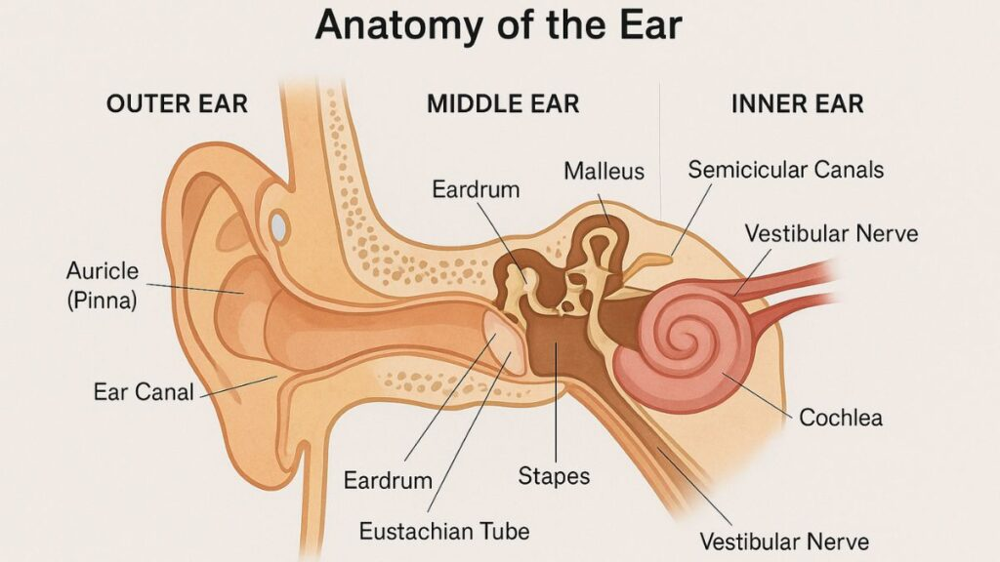 Anatomy of the Ear
OUTER EAR
MIDDLE EAR
INNER EAR
Malleus
Semicicular Canals
Eardrum
Vestibular Nerve
Auricle
(Pinna)
Ear Canal
Cochlea
Eardrum
Stapes
Eustachian Tube
Vestibular Nerve